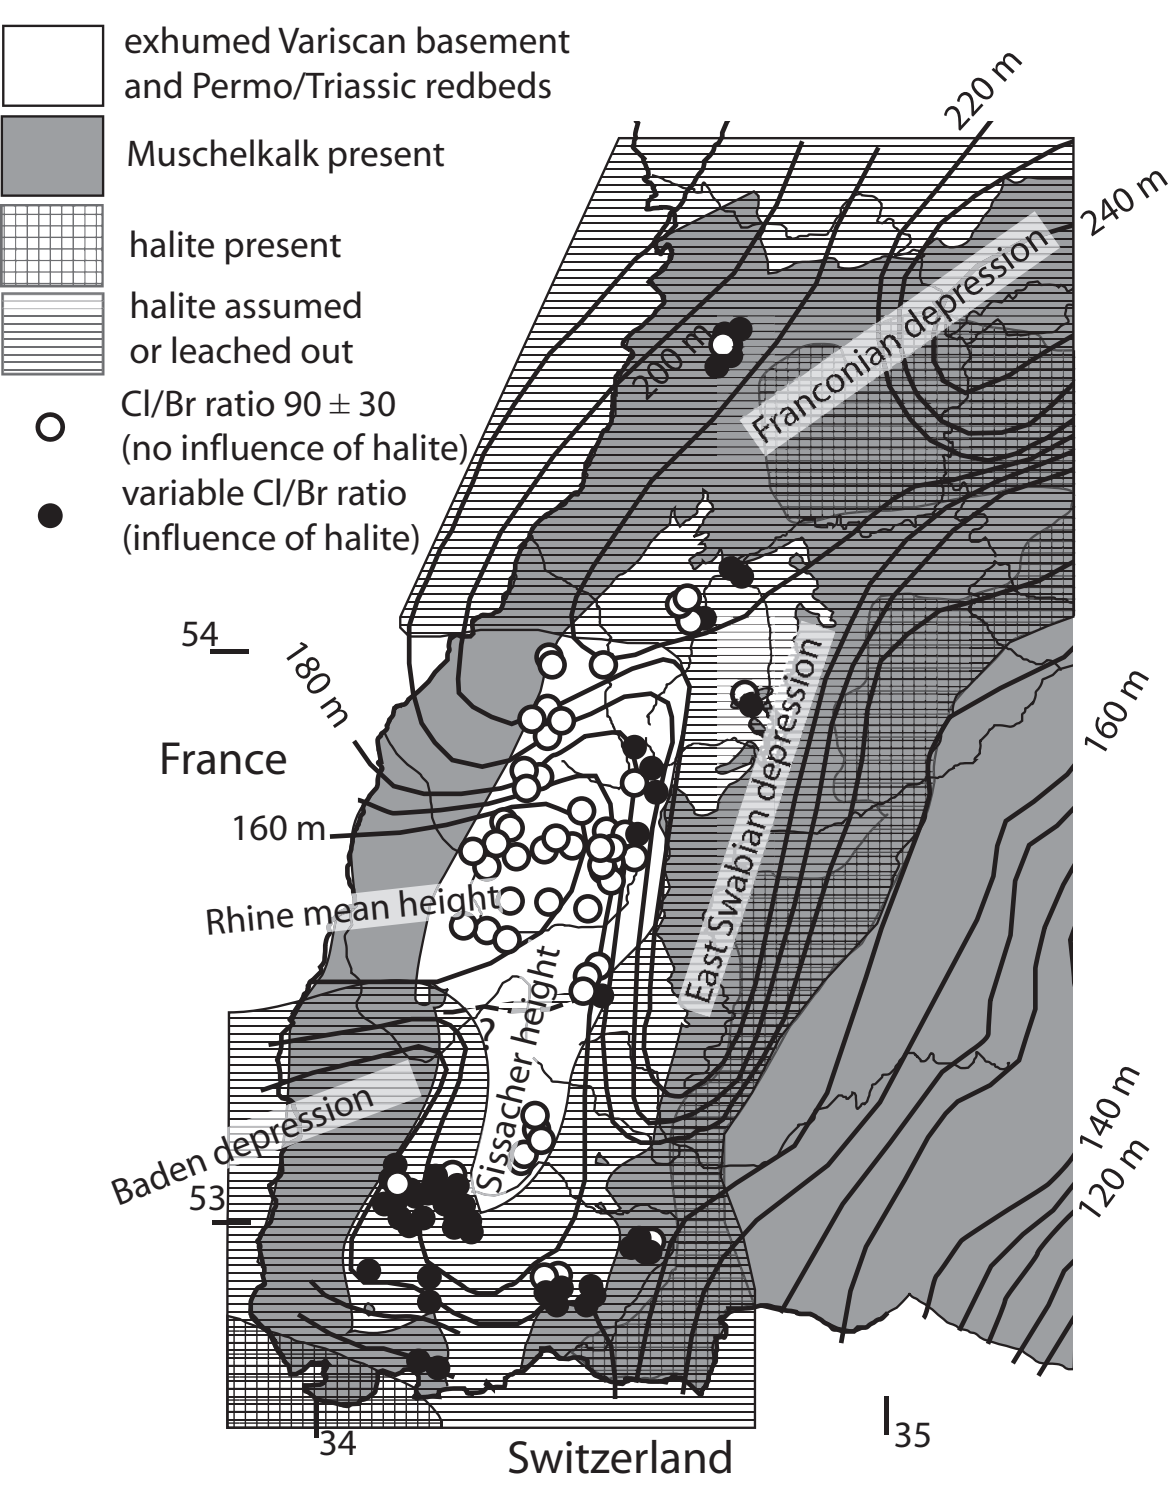 exhumed Variscan basement
and Permo/Triassic redbeds
Muschelkalk present
halite present
halite assumed
or leached out
Cl/Br ratio 90 ± 30
(no influence of halite)
variable Cl/Br ratio
(influence of halite)
220 m
240 m
Franconian depression
200 m
54
180 m
France
160 m
160 m
East Swabian depression
Rhine mean height
Sissacher height
?
Baden depression
53
140 m
120 m
34
35
Switzerland